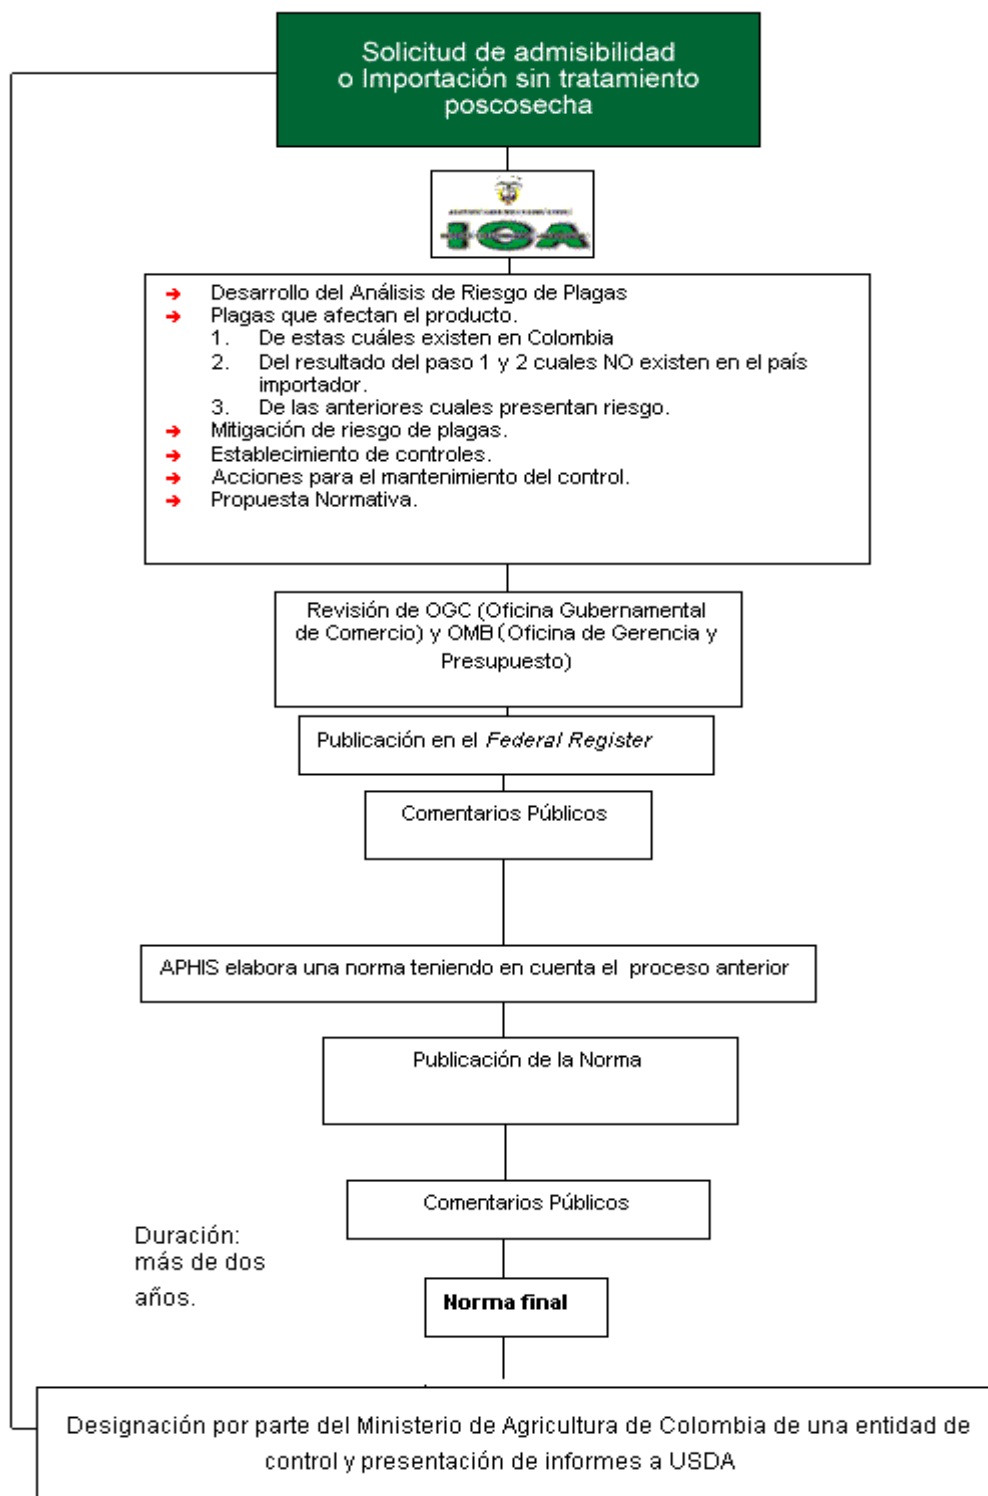 Solicitud de admisibilidad
o Importación sin tratamiento
poscosecha
ICA
➔ Desarrollo del Análisis de Riesgo de Plagas
➔ Plagas que afectan el producto.
1. De estas cuáles existen en Colombia
2. Del resultado del paso 1 y 2 cuales NO existen en el país
importador.
3. De las anteriores cuales presentan riesgo.
➔ Mitigación de riesgo de plagas.
➔ Establecimiento de controles.
➔ Acciones para el mantenimiento del control.
➔ Propuesta Normativa.
Revisión de OGC (Oficina Gubernamental
de Comercio) y OMB (Oficina de Gerencia y
Presupuesto)
Publicación en el Federal Register
Comentarios Públicos
APHIS elabora una norma teniendo en cuenta el proceso anterior
Publicación de la Norma
Comentarios Públicos
Duración:
más de dos
años.
Norma final
Designación por parte del Ministerio de Agricultura de Colombia de una entidad de
control y presentación de informes a USDA